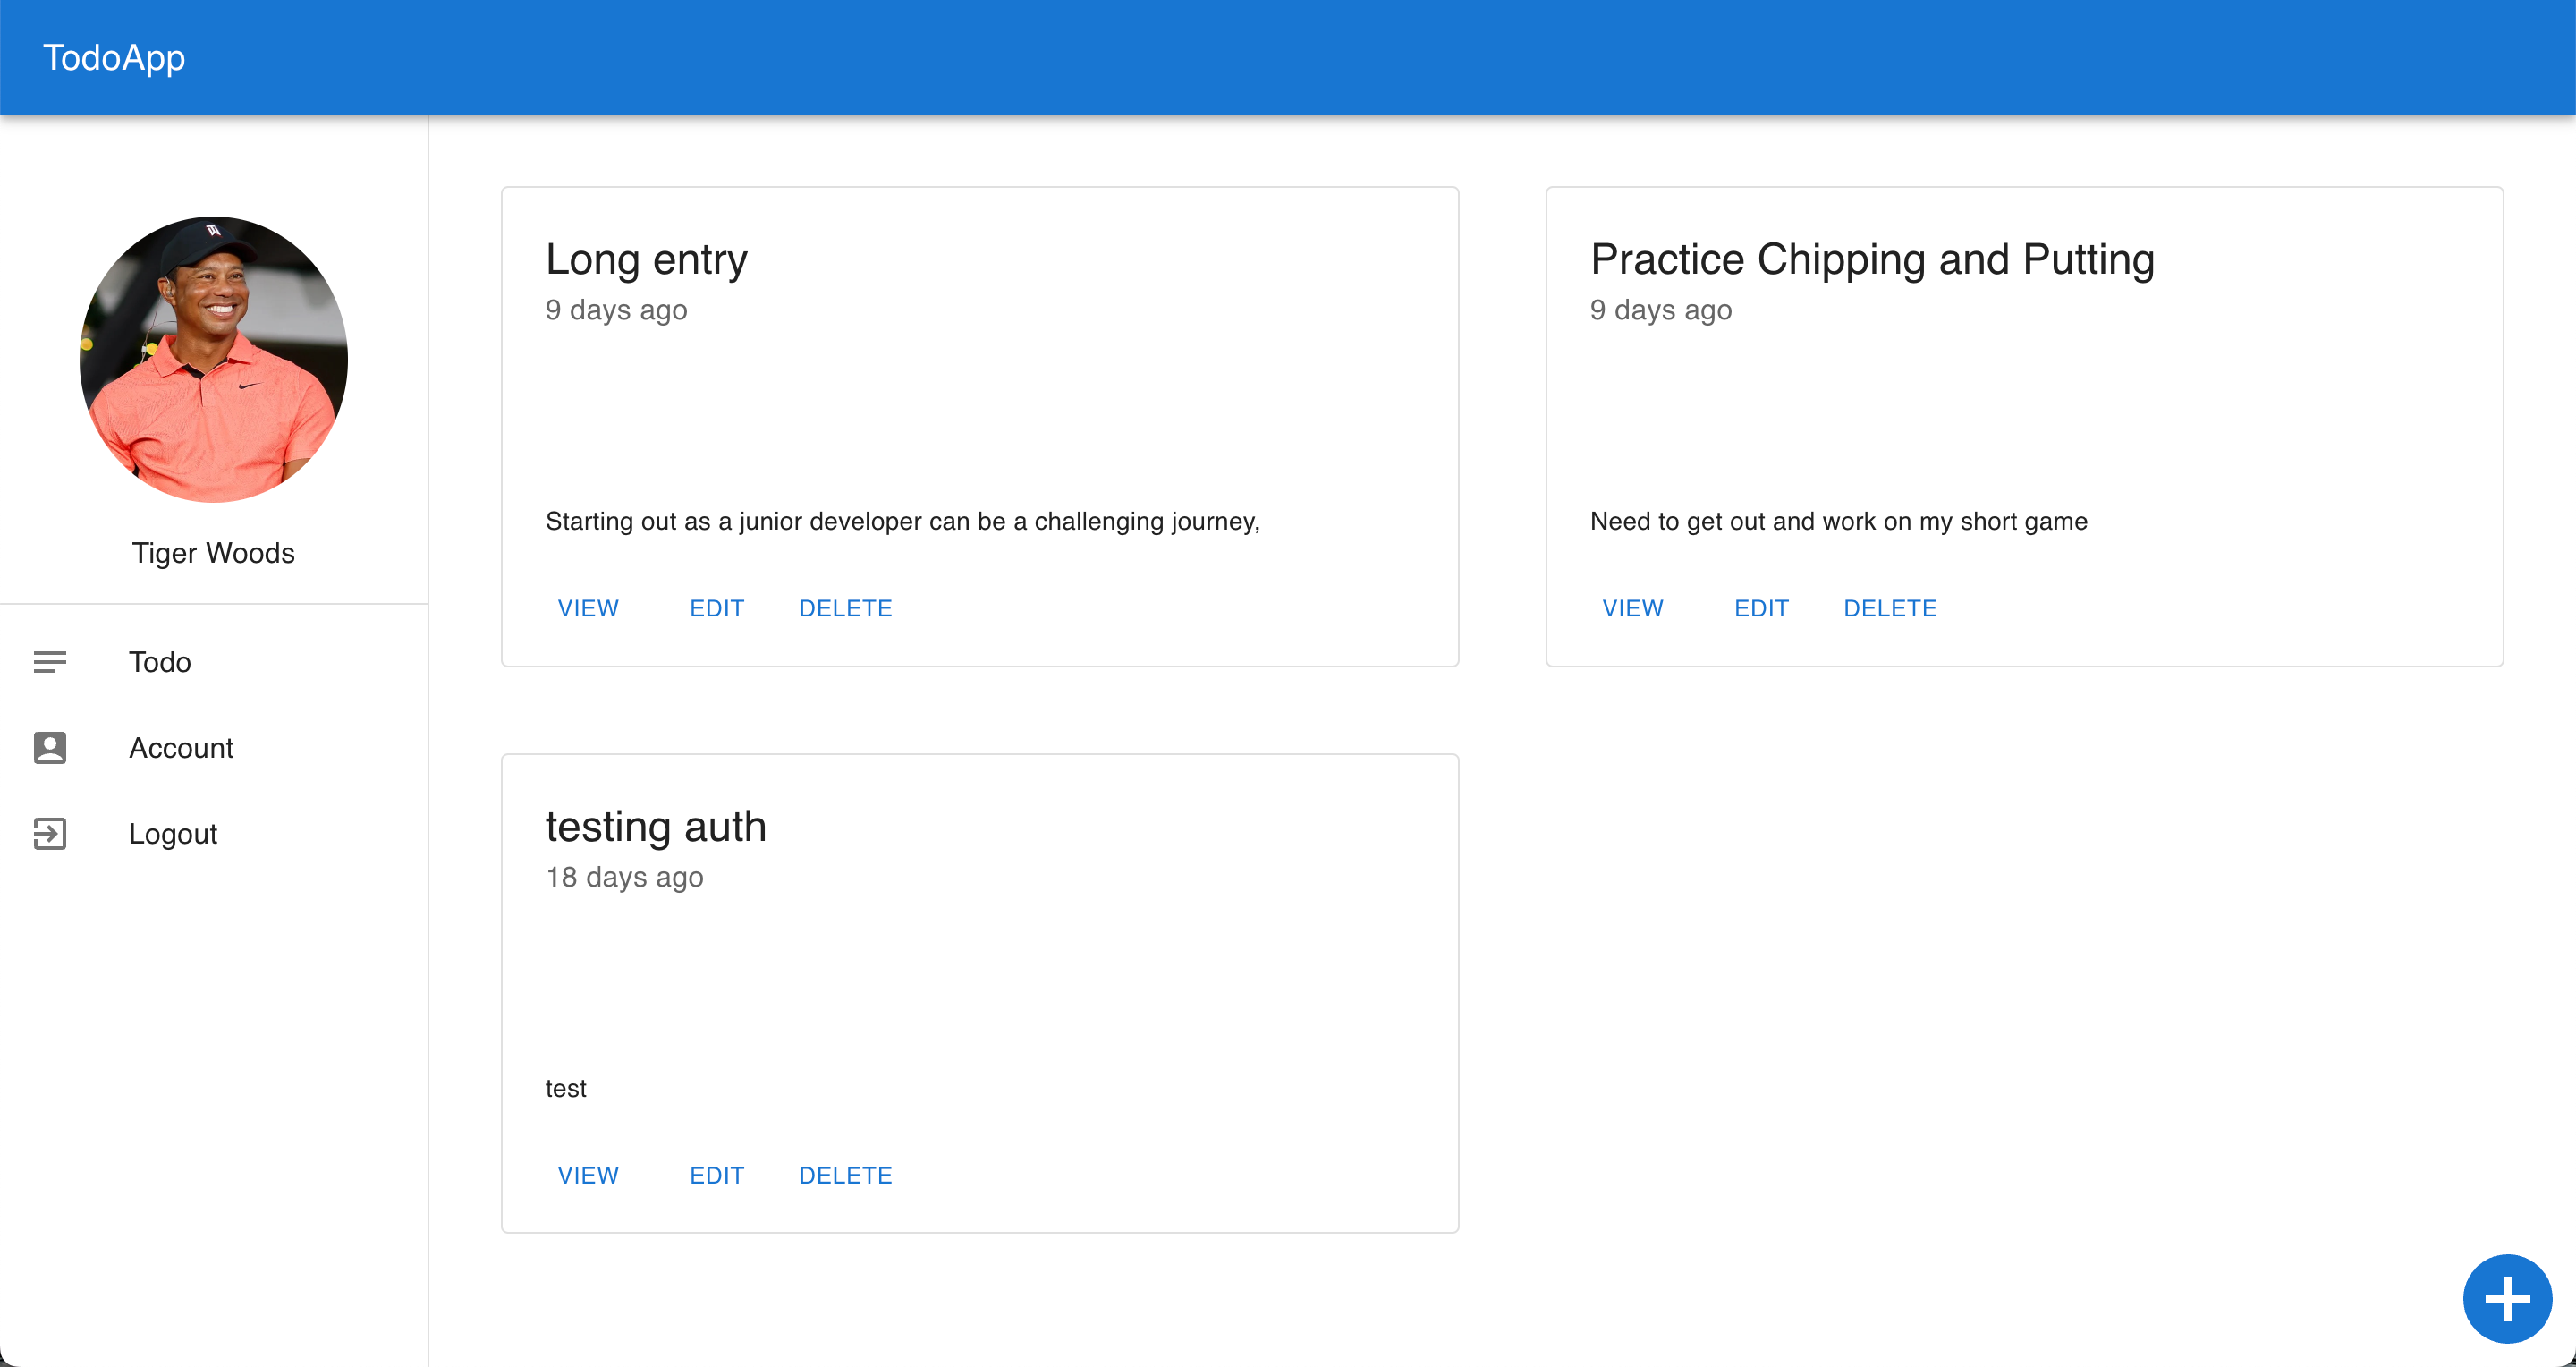 TodoApp
Tiger Woods
Todo
Account
Logout
Long entry
9 days ago
Starting out as a junior developer can be a challenging journey,
VIEW EDIT DELETE
Practice Chipping and Putting
9 days ago
Need to get out and work on my short game
VIEW EDIT DELETE
testing auth
18 days ago
test
VIEW EDIT DELETE